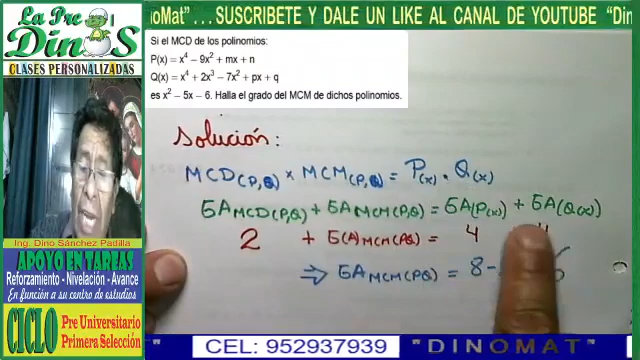 La Pre
DinoS
CLASES PERSONALIZADAS
DinoMat"... SUSCRIBETE Y DALE UN LIKE AL CANAL DE YOUTUBE "Din
Si el MCD de los polinomios:
P(x) = x⁴ – 9x² + mx + n
Q(x) = x⁴ + 2x³ – 7x² + px + q
es x² – 5x – 6. Halla el grado del MCM de dichos polinomios.
Solución:
MCD(P,Q) × MCM(P,Q) = P(x) . Q(x)
GA MCD(P,Q) + GA MCM(P,Q) = GA(P(x)) + GA(Q(x))
2 + G(A) MCM(PQ) = 4
⇒ GA MCM(PQ) = 8 -
Ing. Dino Sánchez Padilla
APOYO EN TAREAS
Reforzamiento - Nivelación - Avance
En función a su centro de estudios
CICLO Pre Universitario
Primera Selección
CEL: 952937939 "DINOMAT"